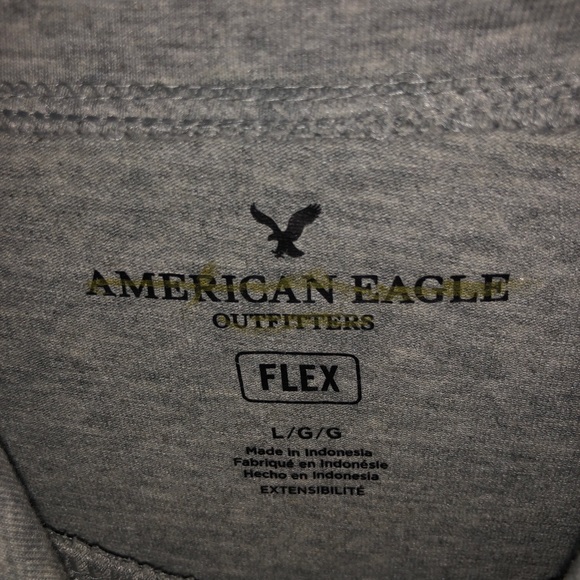 AMERICAN EAGLE
OUTFITTERS
FLEX
L/G/G
Made in Indonesia
Fabriqué en Indonésie
Hecho en Indonesia
EXTENSIBILITÉ